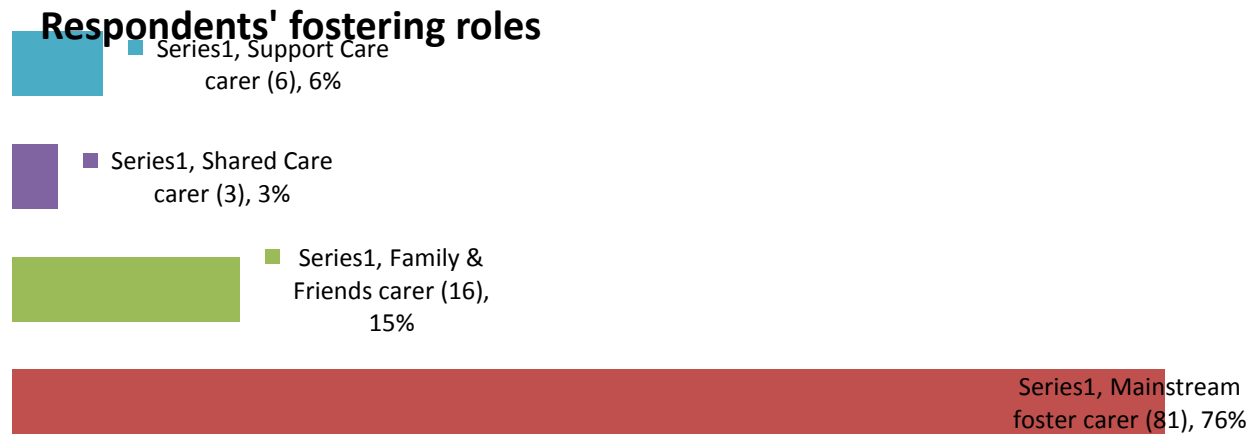 Respondents' fostering roles
Series1, Support Care
carer (6), 6%
Series1, Shared Care
carer (3), 3%
Series1, Family &
Friends carer (16),
15%
Series1, Mainstream
foster carer (81), 76%